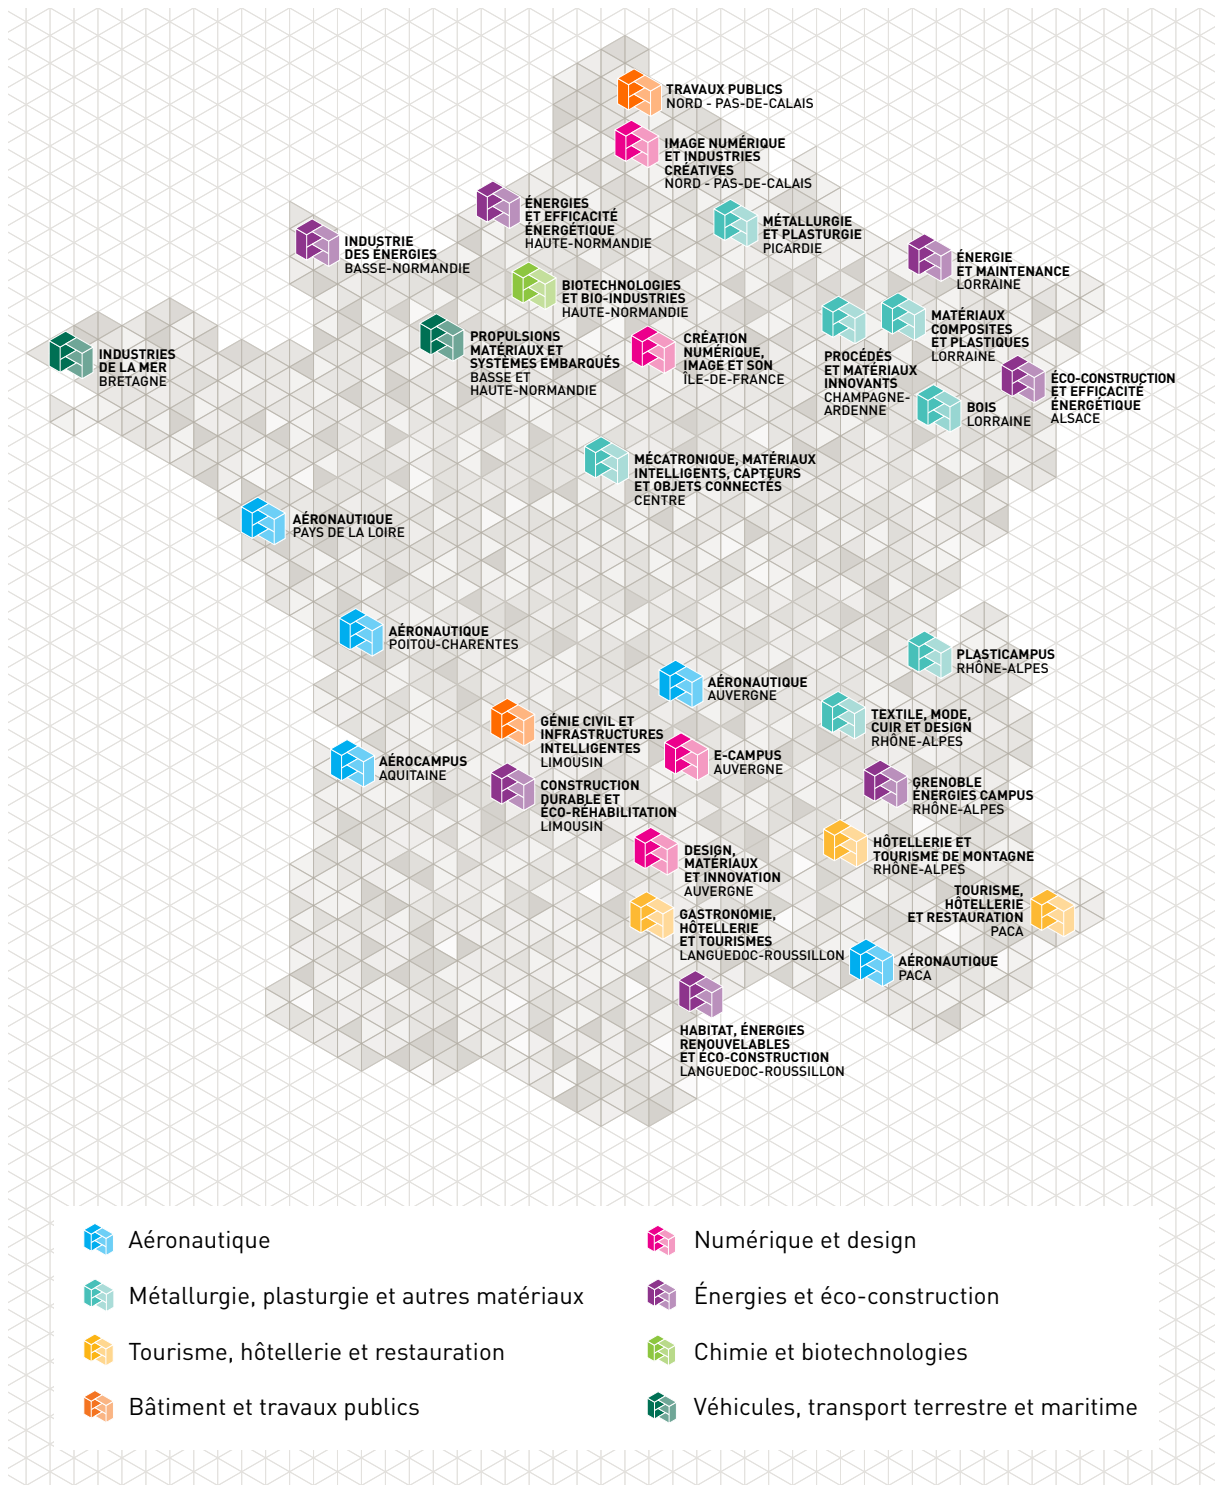 TRAVAUX PUBLICS
NORD - PAS-DE-CALAIS
IMAGE NUMÉRIQUE
ET INDUSTRIES
CRÉATIVES
NORD - PAS-DE-CALAIS
ÉNERGIES
ET EFFICACITÉ
ÉNERGÉTIQUE
HAUTE-NORMANDIE
MÉTALLURGIE
ET PLASTURGIE
PICARDIE
INDUSTRIE
DES ÉNERGIES
BASSE-NORMANDIE
ÉNERGIE
ET MAINTENANCE
LORRAINE
BIOTECHNOLOGIES
ET BIO-INDUSTRIES
HAUTE-NORMANDIE
MATÉRIAUX
COMPOSITES
ET PLASTIQUES
LORRAINE
PROPULSIONS
MATÉRIAUX ET
SYSTÈMES EMBARQUÉS
BASSE ET
HAUTE-NORMANDIE
CRÉATION
NUMÉRIQUE,
IMAGE ET SON
ÎLE-DE-FRANCE
INDUSTRIES
DE LA MER
BRETAGNE
PROCÉDÉS
ET MATÉRIAUX
INNOVANTS
CHAMPAGNE-
ARDENNE
ÉCO-CONSTRUCTION
ET EFFICACITÉ
ÉNERGÉTIQUE
ALSACE
BOIS
LORRAINE
MÉCATRONIQUE, MATÉRIAUX
INTELLIGENTS, CAPTEURS
ET OBJETS CONNECTÉS
CENTRE
AÉRONAUTIQUE
PAYS DE LA LOIRE
AÉRONAUTIQUE
POITOU-CHARENTES
PLASTICAMPUS
RHÔNE-ALPES
AÉRONAUTIQUE
AUVERGNE
TEXTILE, MODE,
CUIR ET DESIGN
RHÔNE-ALPES
GÉNIE CIVIL ET
INFRASTRUCTURES
INTELLIGENTES
LIMOUSIN
E-CAMPUS
AUVERGNE
AÉROCAMPUS
AQUITAINE
GRENOBLE
ÉNERGIES CAMPUS
RHÔNE-ALPES
CONSTRUCTION
DURABLE ET
ÉCO-RÉHABILITATION
LIMOUSIN
HÔTELLERIE ET
TOURISME DE MONTAGNE
RHÔNE-ALPES
DESIGN,
MATÉRIAUX
ET INNOVATION
AUVERGNE
TOURISME,
HÔTELLERIE
ET RESTAURATION
PACA
GASTRONOMIE,
HÔTELLERIE
ET TOURISMES
LANGUEDOC-ROUSSILLON
AÉRONAUTIQUE
PACA
HABITAT, ÉNERGIES
RENOUVELABLES
ET ÉCO-CONSTRUCTION
LANGUEDOC-ROUSSILLON
Aéronautique
Métallurgie, plasturgie et autres matériaux
Tourisme, hôtellerie et restauration
Bâtiment et travaux publics
Numérique et design
Énergies et éco-construction
Chimie et biotechnologies
Véhicules, transport terrestre et maritime